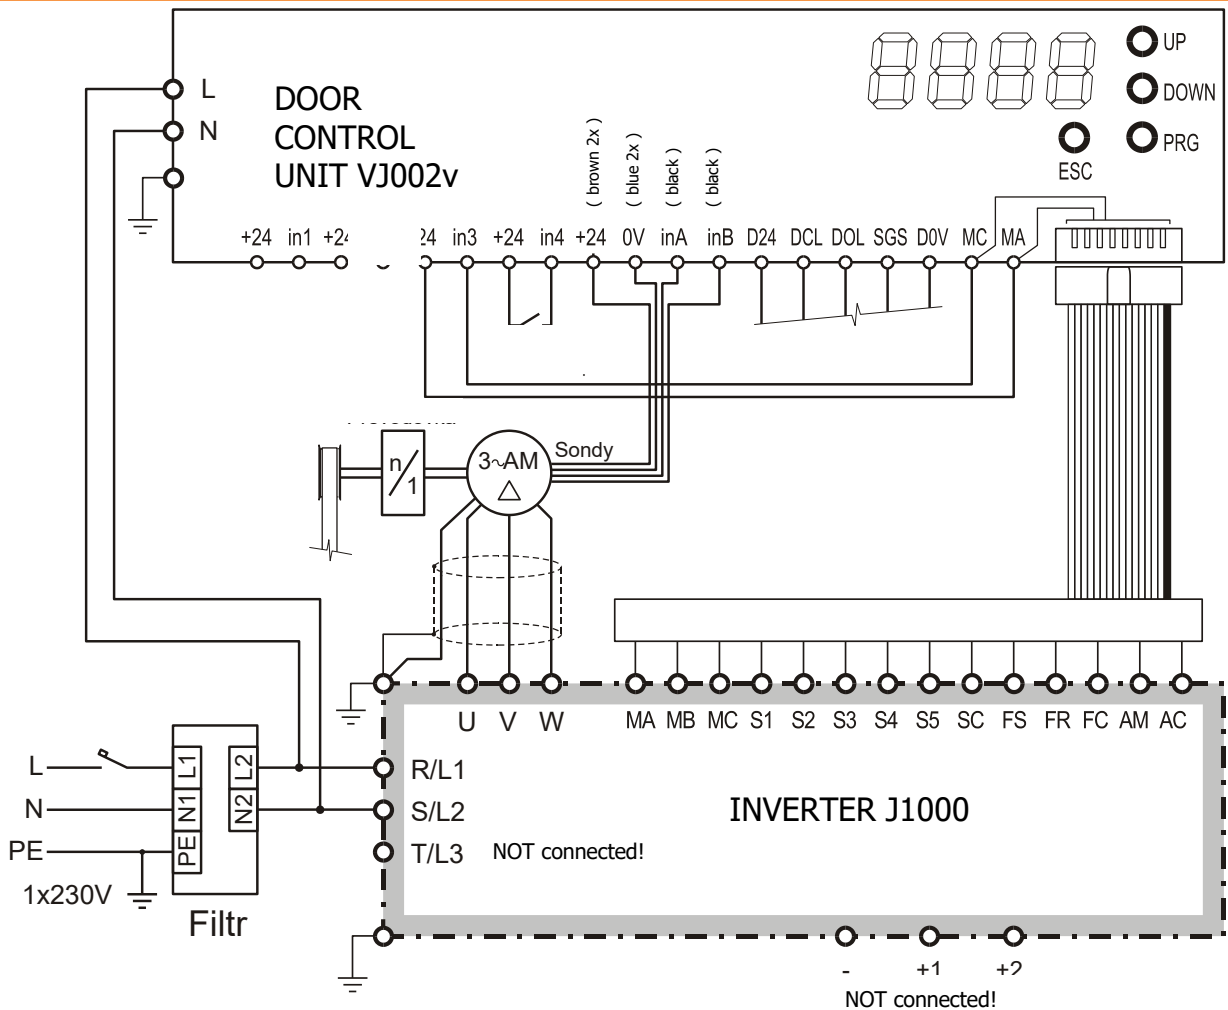 UP
L
DOOR
DOWN
N
CONTROL
PRG
UNIT VJ002v
ESC
( brown 2x )
( blue 2x )
( black )
( black )
+24 in1 in3 +24 in4 +24 0V inA inB D24 DCL DOL SGS D0V MC MA
n/1
3~AM
Sondy
U V W
MA MB MC S1 S2 S3 S4 S5 SC FS FR FC AM AC
L
L1
L2
R/L1
N
N1
N2
S/L2
INVERTER J1000
PE
PE
T/L3 NOT connected!
1x230V
Filtr
- +1 +2
NOT connected!